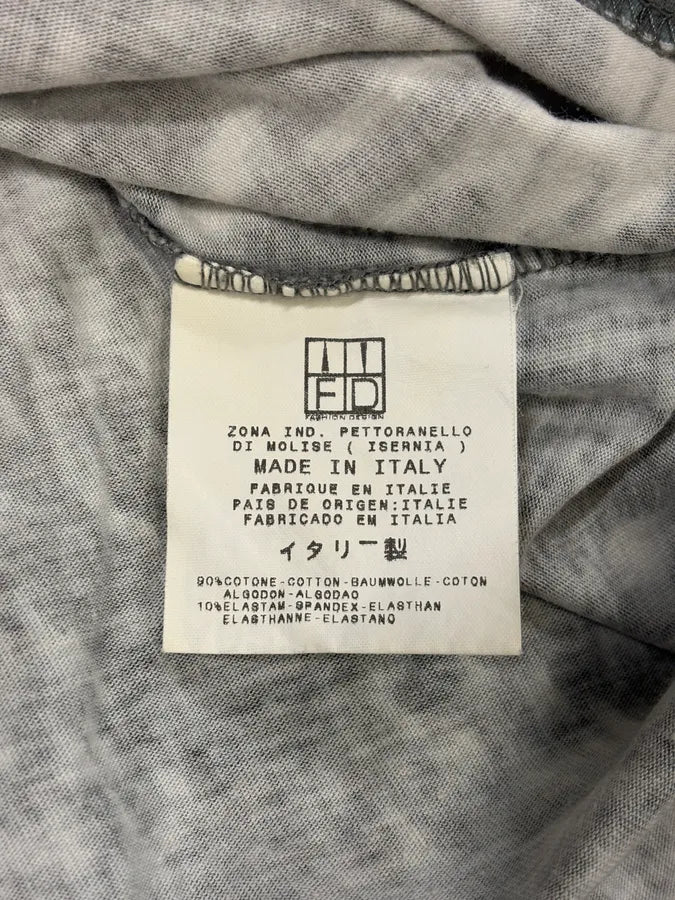 FD
FASHION DESIGN
ZONA IND. PETTORANELLO
DI MOLISE ( ISERNIA )
MADE IN ITALY
FABRIQUE EN ITALIE
PAIS DE ORIGEN:ITALIE
FABRICADO EM ITALIA
イタリー製
90%COTONE-COTTON-BAUMWOLLE-COTON
ALGODON-ALGODAO
10%ELASTAM-SPANDEX-ELASTHAN
ELASTHANNE-ELASTANO